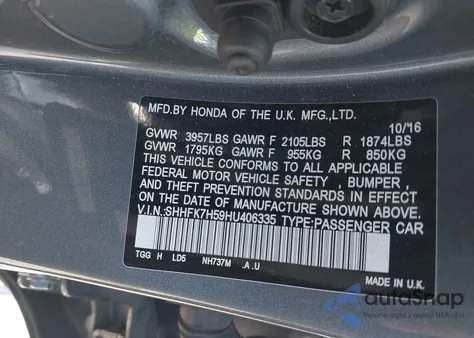 MFD.BY HONDA OF THE U.K. MFG.,LTD.
10/16
GVWR 3957LBS GAWR F 2105LBS R 1874LBS
GVWR 1795KG GAWR F 955KG R 850KG
THIS VEHICLE CONFORMS TO ALL APPLICABLE
FEDERAL MOTOR VEHICLE SAFETY , BUMPER ,
AND THEFT PREVENTION STANDARDS IN EFFECT
ON THE DATE OF MANUFACTURE SHOWN ABOVE.
V.I.N:SHHFK7H59HU406335 TYPE:PASSENGER CAR
TGG H LD5 NH737M .A .U
MADE IN U.K.
autoSnap